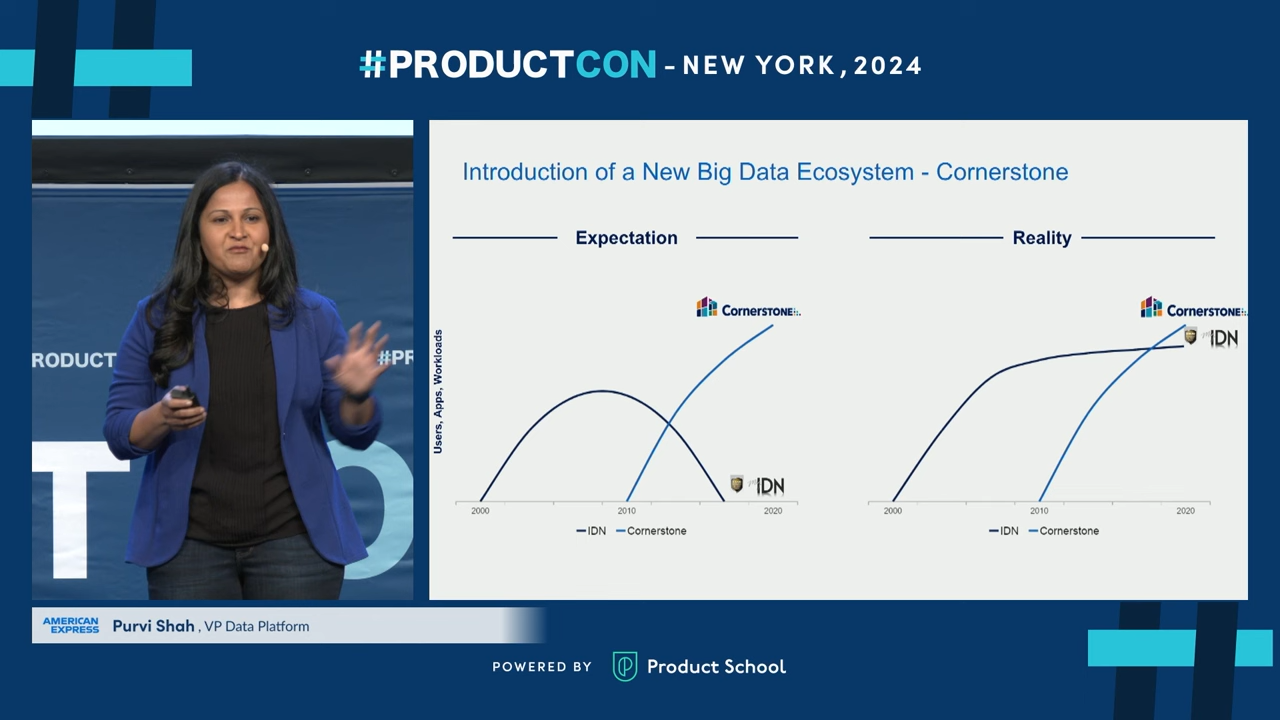 #PRODUCTCON - NEW YORK, 2024
RODUCT
#PR
T O
Introduction of a New Big Data Ecosystem - Cornerstone
Expectation
Users, Apps, Workloads
CORNERSTONE
IDN
2000 2010 2020
IDN Cornerstone
Reality
CORNERSTONE
IDN
2000 2010 2020
IDN Cornerstone
AMERICAN
EXPRESS
Purvi Shah, VP Data Platform
POWERED BY Product School